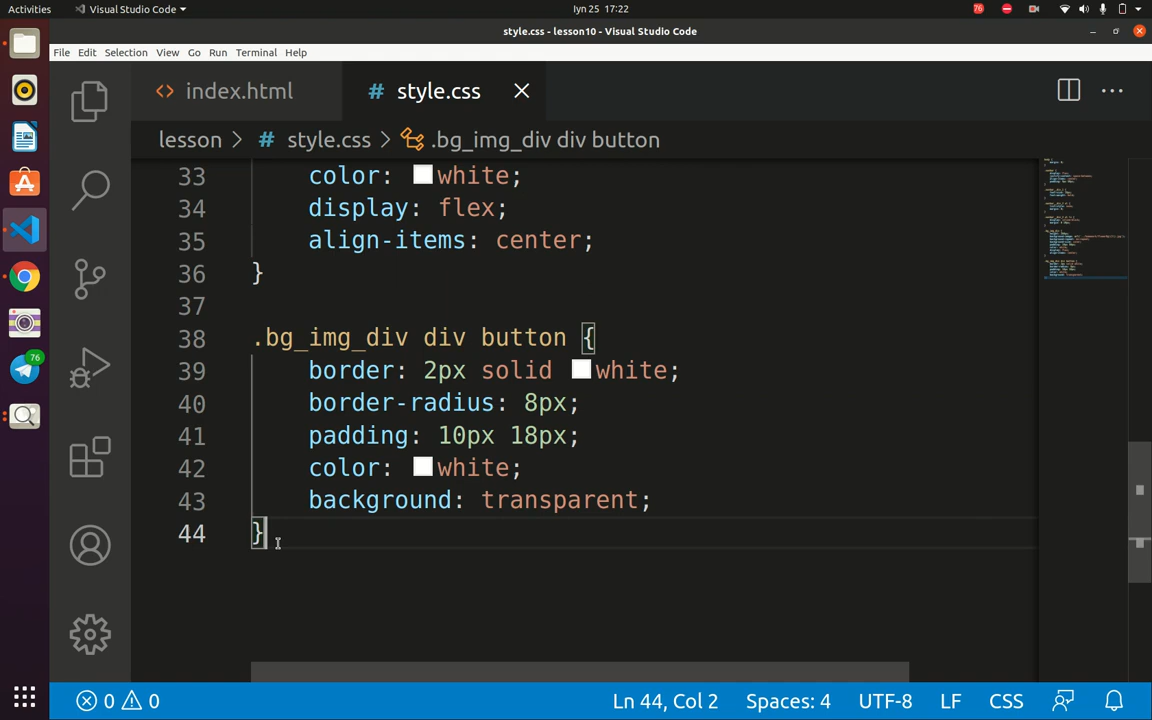 Activities
Visual Studio Code
Iyn 25 17:22
76
style.css - lesson10 - Visual Studio Code
File Edit Selection View Go Run Terminal Help
index.html
# style.css
lesson > # style.css > .bg_img_div div button
33 color: white;
34 display: flex;
35 align-items: center;
36 }
37
38 .bg_img_div div button {
39 border: 2px solid white;
40 border-radius: 8px;
41 padding: 10px 18px;
42 color: white;
43 background: transparent;
44 }
76
0 0
Ln 44, Col 2
Spaces: 4
UTF-8
LF
CSS